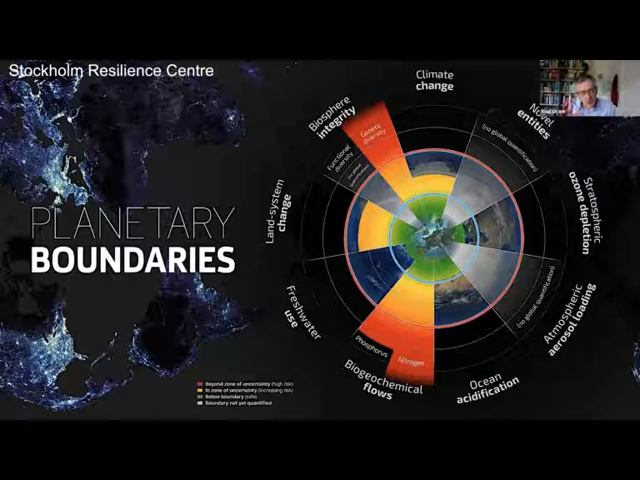 Stockholm Resilience Centre
PLANETARY
BOUNDARIES
Climate
change
Novel
entities
Stratospheric
ozone depletion
Atmospheric
aerosol loading
Ocean
acidification
Biogeochemical
flows
Freshwater
use
Land-system
change
Biosphere
integrity
Genetic
diversity
Functional
diversity
(no global quantification)
(no global quantification)
Phosphorus
Nitrogen
Beyond zone of uncertainty (high risk)
In zone of uncertainty (increasing risk)
Below boundary (safe)
Boundary not yet quantified